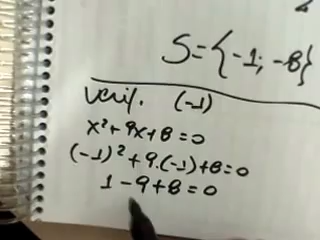 S={-1; -8}
Verif. (-1)
x²+9x+8=0
(-1)²+9.(-1)+8=0
1-9+8=0